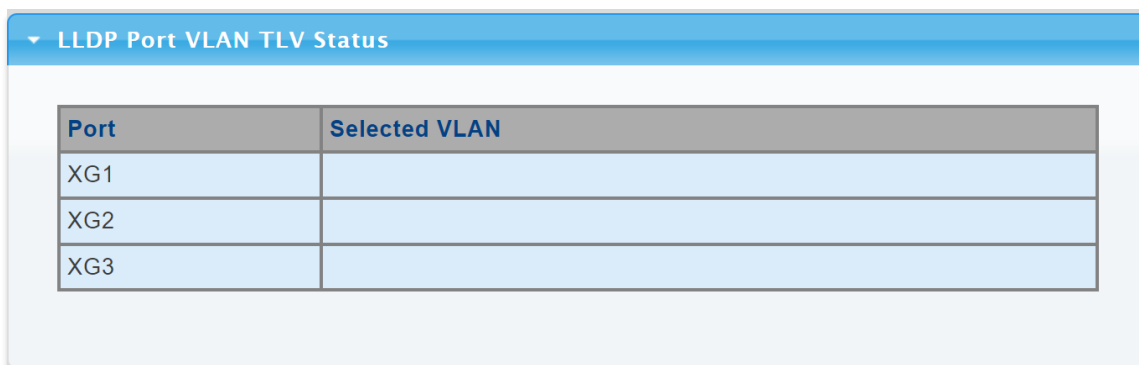 LLDP Port VLAN TLV Status
Port Selected VLAN
XG1
XG2
XG3